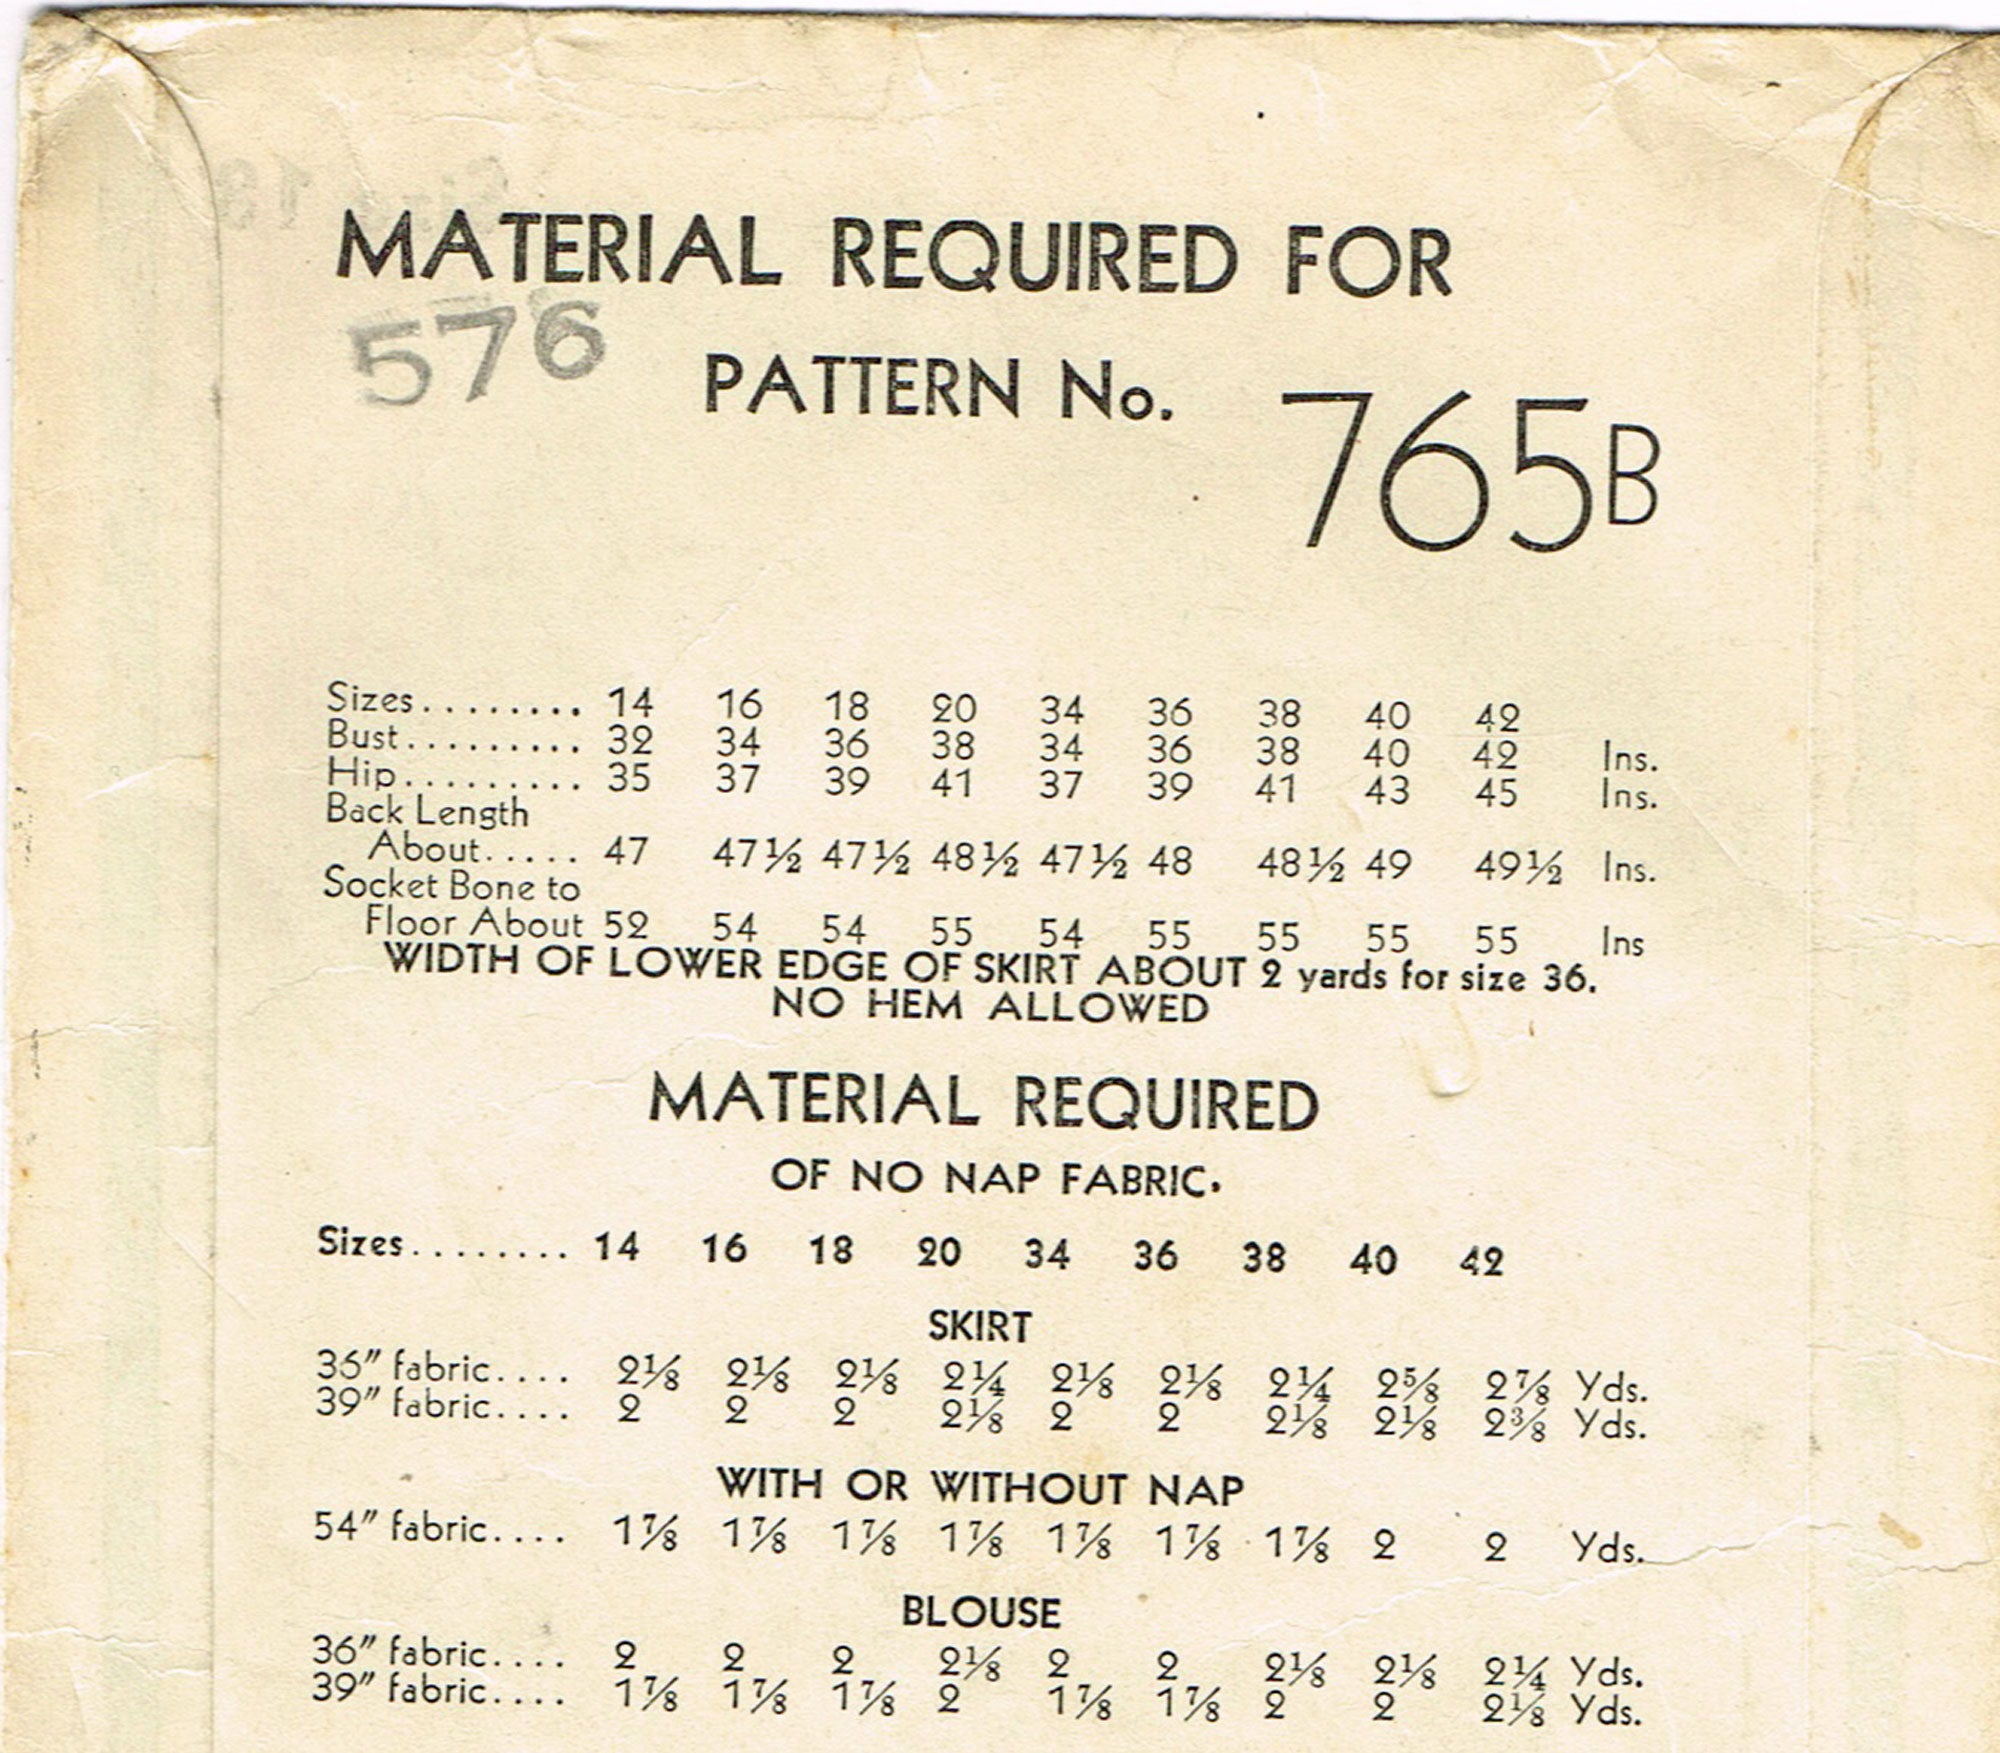 MATERIAL REQUIRED FOR
576
PATTERN No. 765B
Sizes........ 14 16 18 20 34 36 38 40 42
Bust......... 32 34 36 38 34 36 38 40 42 Ins.
Hip......... 35 37 39 41 37 39 41 43 45 Ins.
Back Length
About..... 47 47½ 47½ 48½ 47½ 48 48½ 49 49½ Ins.
Socket Bone to
Floor About 52 54 54 55 54 55 55 55 55 Ins
WIDTH OF LOWER EDGE OF SKIRT ABOUT 2 yards for size 36.
NO HEM ALLOWED
MATERIAL REQUIRED
OF NO NAP FABRIC.
Sizes........ 14 16 18 20 34 36 38 40 42
SKIRT
36" fabric.... 2⅛ 2⅛ 2⅛ 2¼ 2⅛ 2⅛ 2¼ 2⅝ 2⅞ Yds.
39" fabric.... 2 2 2 2⅛ 2 2 2⅛ 2⅛ 2⅜ Yds.
WITH OR WITHOUT NAP
54" fabric.... 1⅞ 1⅞ 1⅞ 1⅞ 1⅞ 1⅞ 1⅞ 2 2 Yds.
BLOUSE
36" fabric.... 2 2 2 2⅛ 2 2 2⅛ 2⅛ 2¼ Yds.
39" fabric.... 1⅞ 1⅞ 1⅞ 2 1⅞ 1⅞ 2 2 2⅛ Yds.